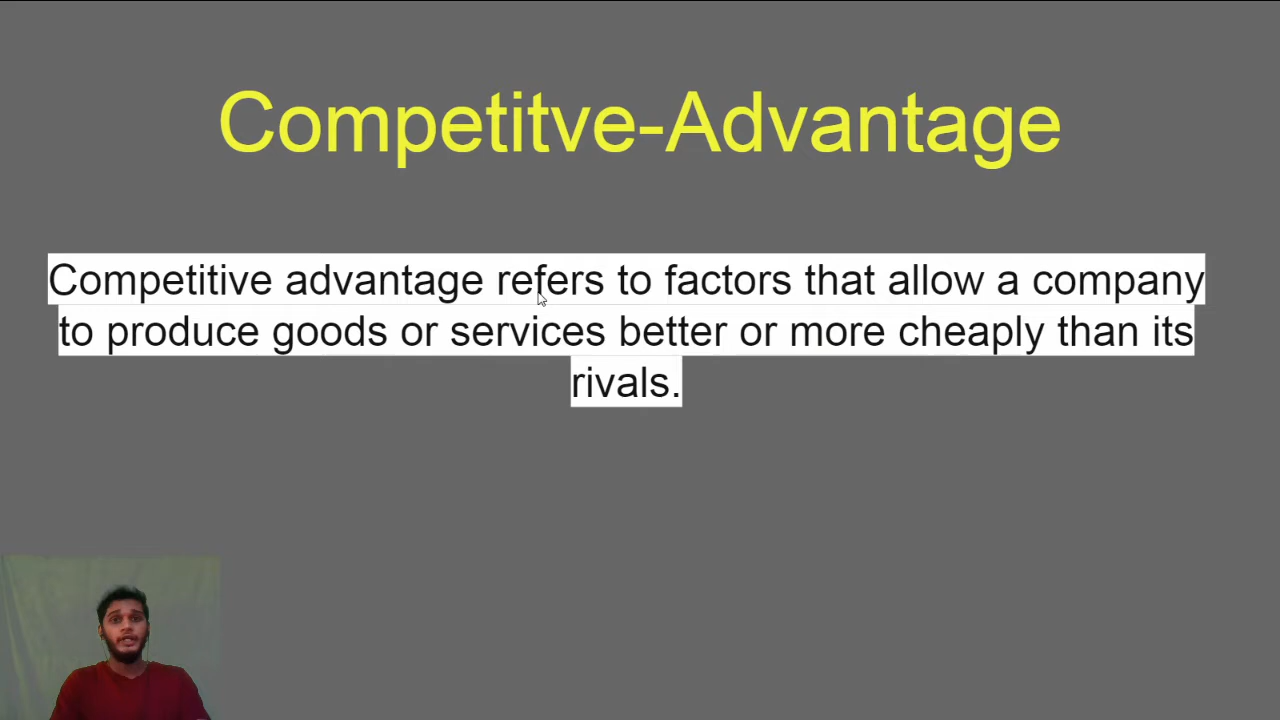 Competitve-Advantage
Competitive advantage refers to factors that allow a company
to produce goods or services better or more cheaply than its
rivals.